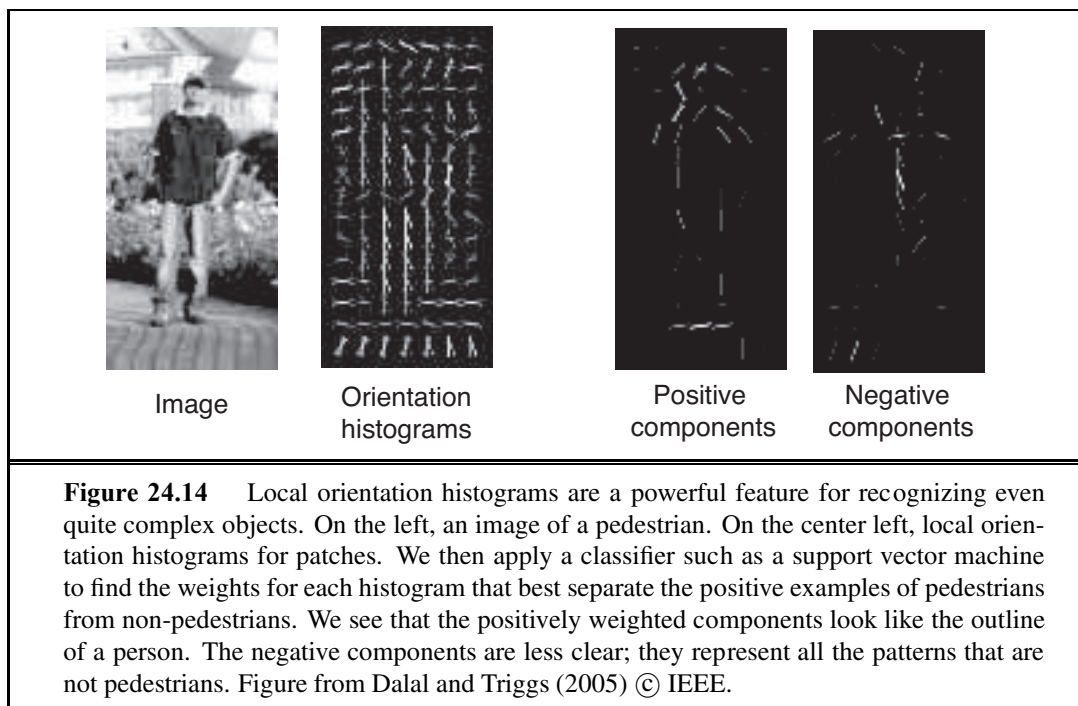 Image
Orientation
histograms
Positive
components
Negative
components
Figure 24.14 Local orientation histograms are a powerful feature for recognizing even
quite complex objects. On the left, an image of a pedestrian. On the center left, local orien-
tation histograms for patches. We then apply a classifier such as a support vector machine
to find the weights for each histogram that best separate the positive examples of pedestrians
from non-pedestrians. We see that the positively weighted components look like the outline
of a person. The negative components are less clear; they represent all the patterns that are
not pedestrians. Figure from Dalal and Triggs (2005) © IEEE.